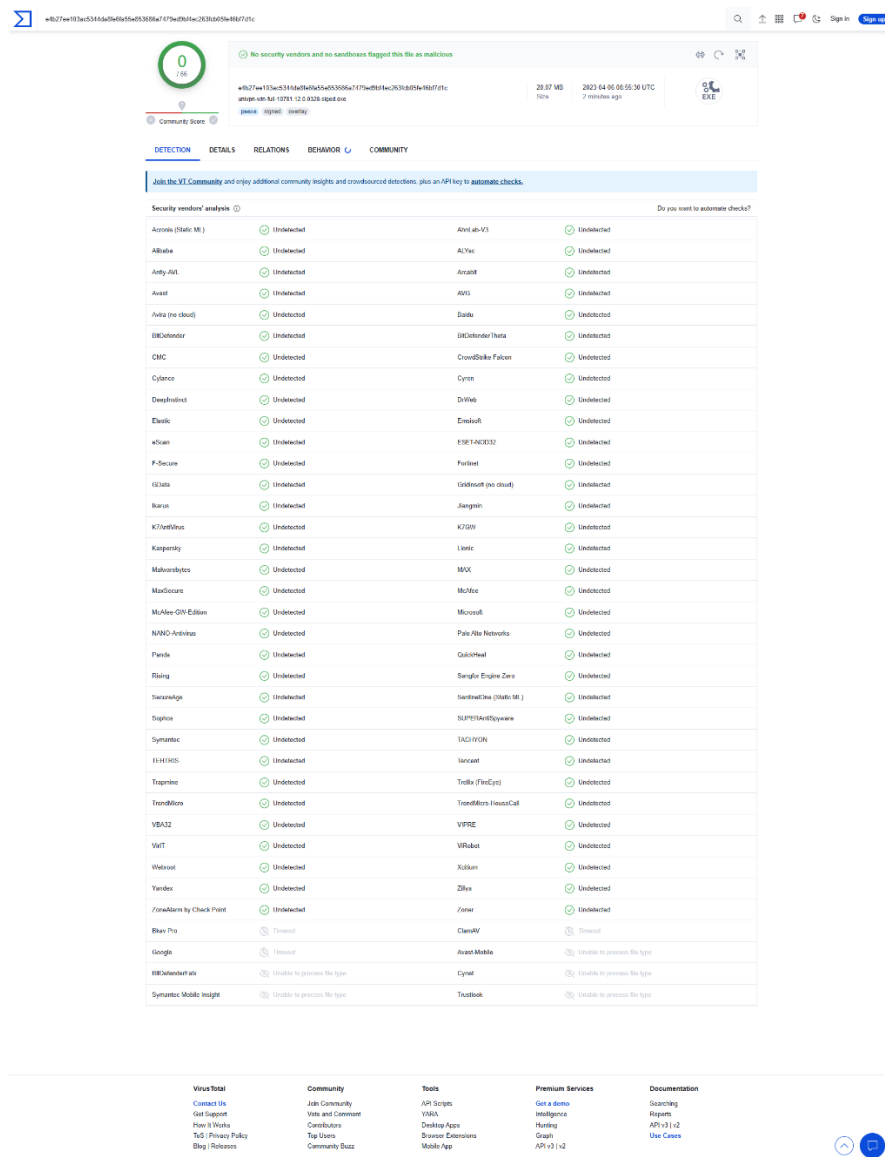 Sign in
Sign up
7
0
/ 66
Community Score
No security vendors and no sandboxes flagged this file as malicious
28.07 MB
Size
2023-04-06 08:55:30 UTC
2 minutes ago
EXE
peexe signed overlay
DETECTION DETAILS RELATIONS BEHAVIOR COMMUNITY
Join the VT Community and enjoy additional community insights and crowdsourced detections, plus an API key to automate checks.
Security vendors' analysis Do you want to automate checks?
Acronis (Static ML) Undetected AhnLab-V3 Undetected
Alibaba Undetected ALYac Undetected
Antiy-AVL Undetected Arcabit Undetected
Avast Undetected AVG Undetected
Avira (no cloud) Undetected Baidu Undetected
BitDefender Undetected BitDefenderTheta Undetected
CMC Undetected CrowdStrike Falcon Undetected
Cylance Undetected Cyren Undetected
DeepInstinct Undetected DrWeb Undetected
Elastic Undetected Emsisoft Undetected
eScan Undetected ESET-NOD32 Undetected
F-Secure Undetected Fortinet Undetected
GData Undetected Gridinsoft (no cloud) Undetected
Ikarus Undetected Jiangmin Undetected
K7AntiVirus Undetected K7GW Undetected
Kaspersky Undetected Lionic Undetected
Malwarebytes Undetected MAX Undetected
MaxSecure Undetected McAfee Undetected
McAfee-GW-Edition Undetected Microsoft Undetected
NANO-Antivirus Undetected Palo Alto Networks Undetected
Panda Undetected QuickHeal Undetected
Rising Undetected Sangfor Engine Zero Undetected
SecureAge Undetected SentinelOne (Static ML) Undetected
Sophos Undetected SUPERAntiSpyware Undetected
Symantec Undetected TACHYON Undetected
TEHTRIS Undetected Tencent Undetected
Trapmine Undetected Trellix (FireEye) Undetected
TrendMicro Undetected TrendMicro-HouseCall Undetected
VBA32 Undetected VIPRE Undetected
VirIT Undetected ViRobot Undetected
Webroot Undetected Xcitium Undetected
Yandex Undetected Zillya Undetected
ZoneAlarm by Check Point Undetected Zoner Undetected
Bkav Pro Timeout ClamAV Timeout
Google Timeout Avast-Mobile Unable to process file type
BitDefenderFalx Unable to process file type Cynet Unable to process file type
Symantec Mobile Insight Unable to process file type Trustlook Unable to process file type
VirusTotal Community Tools Premium Services Documentation
Contact Us Join Community API Scripts Get a demo Searching
Get Support Vote and Comment YARA Intelligence Reports
How It Works Contributors Desktop Apps Hunting API v3 | v2
ToS | Privacy Policy Top Users Browser Extensions Graph Use Cases
Blog | Releases Community Buzz Mobile App API v3 | v2